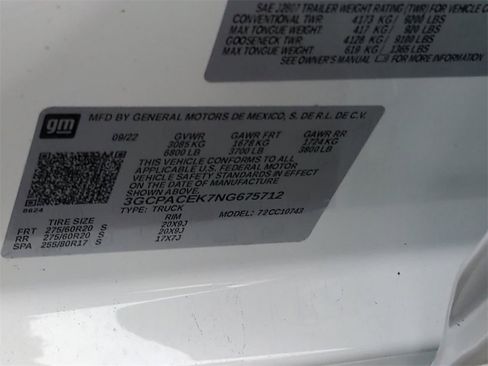 SAE J2807 TRAILER WEIGHT RATING (TWR) FOR VEHICLE
CONVENTIONAL TWR 4173 KG / 9200 LBS
MAX TONGUE WEIGHT 417 KG / 920 LBS
GOOSENECK TWR 4128 KG / 9100 LBS
MAX TONGUE WEIGHT 619 KG / 1365 LBS
SEE OWNER'S MANUAL FOR MORE INFORMATION
gm MFD BY GENERAL MOTORS DE MEXICO, S. DE R.L. DE C.V.
09/22 GVWR GAWR FRT GAWR RR
3085 KG 1678 KG 1724 KG
6800 LB 3700 LB 3800 LB
THIS VEHICLE CONFORMS TO ALL
APPLICABLE U.S. FEDERAL MOTOR
VEHICLE SAFETY STANDARDS IN
EFFECT ON THE DATE OF MANUFACTURE
SHOWN ABOVE.
3GCPACEK7NG675712
TYPE: TRUCK MODEL: 72CC10743
8624
TIRE SIZE RIM
FRT 275/60R20 S 20X9J
RR 275/60R20 S 20X9J
SPA 265/80R17 S 17X7J